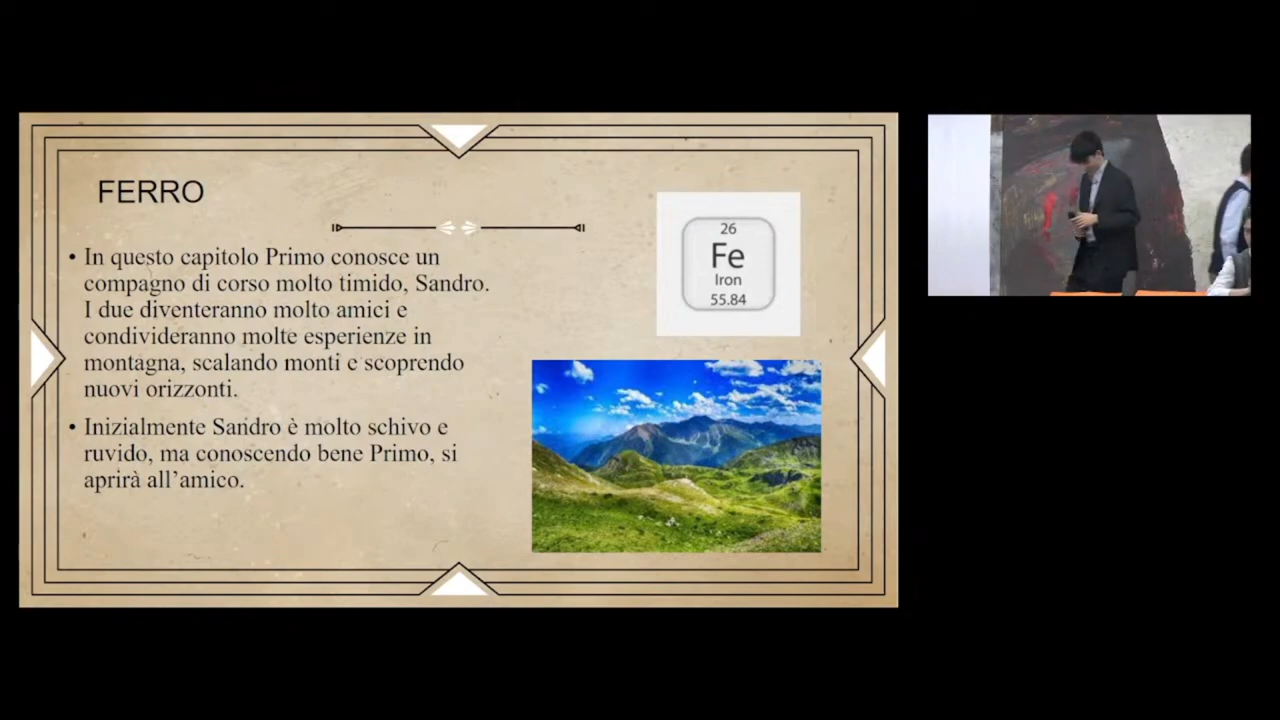 FERRO
• In questo capitolo Primo conosce un
compagno di corso molto timido, Sandro.
I due diventeranno molto amici e
condivideranno molte esperienze in
montagna, scalando monti e scoprendo
nuovi orizzonti.
• Inizialmente Sandro è molto schivo e
ruvido, ma conoscendo bene Primo, si
aprirà all’amico.
26
Fe
Iron
55.84